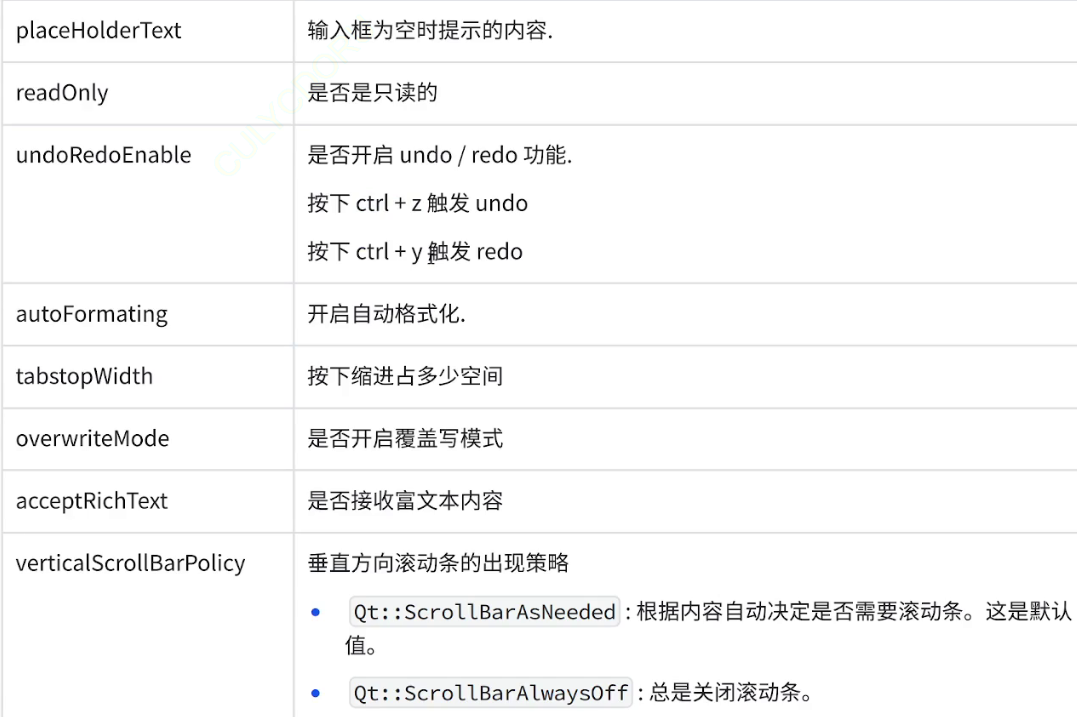 placeHolderText
输入框为空时提示的内容.
readOnly
是否是只读的
undoRedoEnable
是否开启 undo / redo 功能.
按下 ctrl + z 触发 undo
按下 ctrl + y 触发 redo
autoFormating
开启自动格式化.
tabstopWidth
按下缩进占多少空间
overwriteMode
是否开启覆盖写模式
acceptRichText
是否接收富文本内容
verticalScrollBarPolicy
垂直方向滚动条的出现策略
Qt::ScrollBarAsNeeded : 根据内容自动决定是否需要滚动条。这是默认
值。
Qt::ScrollBarAlwaysOff : 总是关闭滚动条。